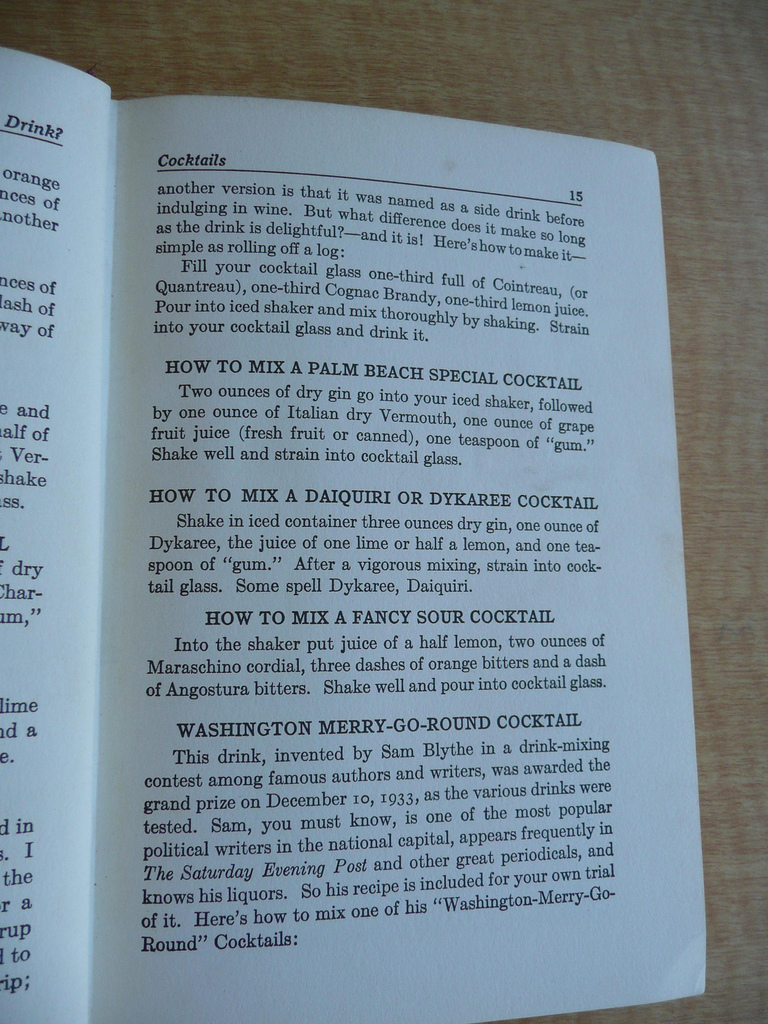 Drink?
orange
nces of
nother
nces of
lash of
way of
e and
alf of
Ver-
shake
ss.
L
f dry
Char-
um,"
lime
nd a
e.
d in
s. I
the
r a
rup
l to
rip;
Cocktails 15
another version is that it was named as a side drink before
indulging in wine. But what difference does it make so long
as the drink is delightful?—and it is! Here's how to make it—
simple as rolling off a log:
Fill your cocktail glass one-third full of Cointreau, (or
Quantreau), one-third Cognac Brandy, one-third lemon juice.
Pour into iced shaker and mix thoroughly by shaking. Strain
into your cocktail glass and drink it.
HOW TO MIX A PALM BEACH SPECIAL COCKTAIL
Two ounces of dry gin go into your iced shaker, followed
by one ounce of Italian dry Vermouth, one ounce of grape
fruit juice (fresh fruit or canned), one teaspoon of "gum."
Shake well and strain into cocktail glass.
HOW TO MIX A DAIQUIRI OR DYKAREE COCKTAIL
Shake in iced container three ounces dry gin, one ounce of
Dykaree, the juice of one lime or half a lemon, and one tea-
spoon of "gum." After a vigorous mixing, strain into cock-
tail glass. Some spell Dykaree, Daiquiri.
HOW TO MIX A FANCY SOUR COCKTAIL
Into the shaker put juice of a half lemon, two ounces of
Maraschino cordial, three dashes of orange bitters and a dash
of Angostura bitters. Shake well and pour into cocktail glass.
WASHINGTON MERRY-GO-ROUND COCKTAIL
This drink, invented by Sam Blythe in a drink-mixing
contest among famous authors and writers, was awarded the
grand prize on December 10, 1933, as the various drinks were
tested. Sam, you must know, is one of the most popular
political writers in the national capital, appears frequently in
The Saturday Evening Post and other great periodicals, and
knows his liquors. So his recipe is included for your own trial
of it. Here's how to mix one of his "Washington-Merry-Go-
Round" Cocktails: